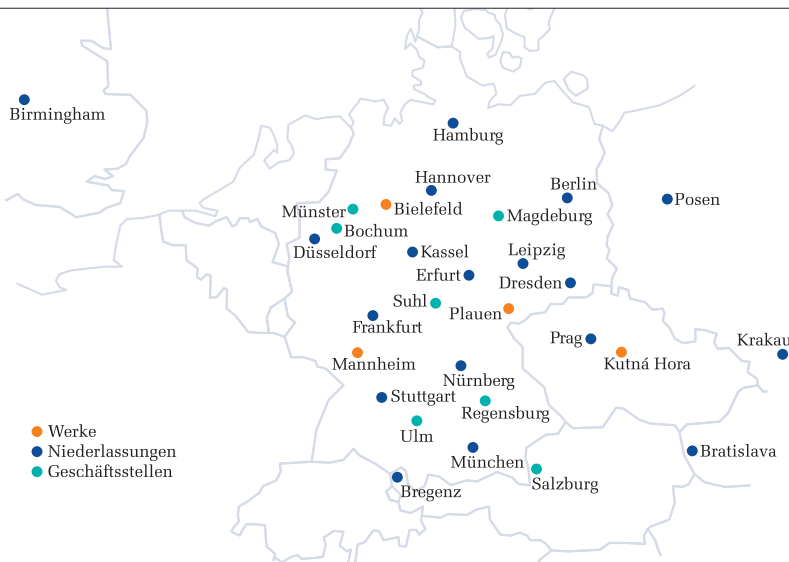 Birmingham
Hamburg
Hannover
Berlin
Posen
Münster
Bielefeld
Magdeburg
Bochum
Düsseldorf
Kassel
Leipzig
Erfurt
Dresden
Suhl
Plauen
Frankfurt
Prag
Krakau
Mannheim
Kutná Hora
Nürnberg
Stuttgart
Regensburg
Ulm
Werke
Niederlassungen
Bratislava
München
Geschäftsstellen
Salzburg
Bregenz